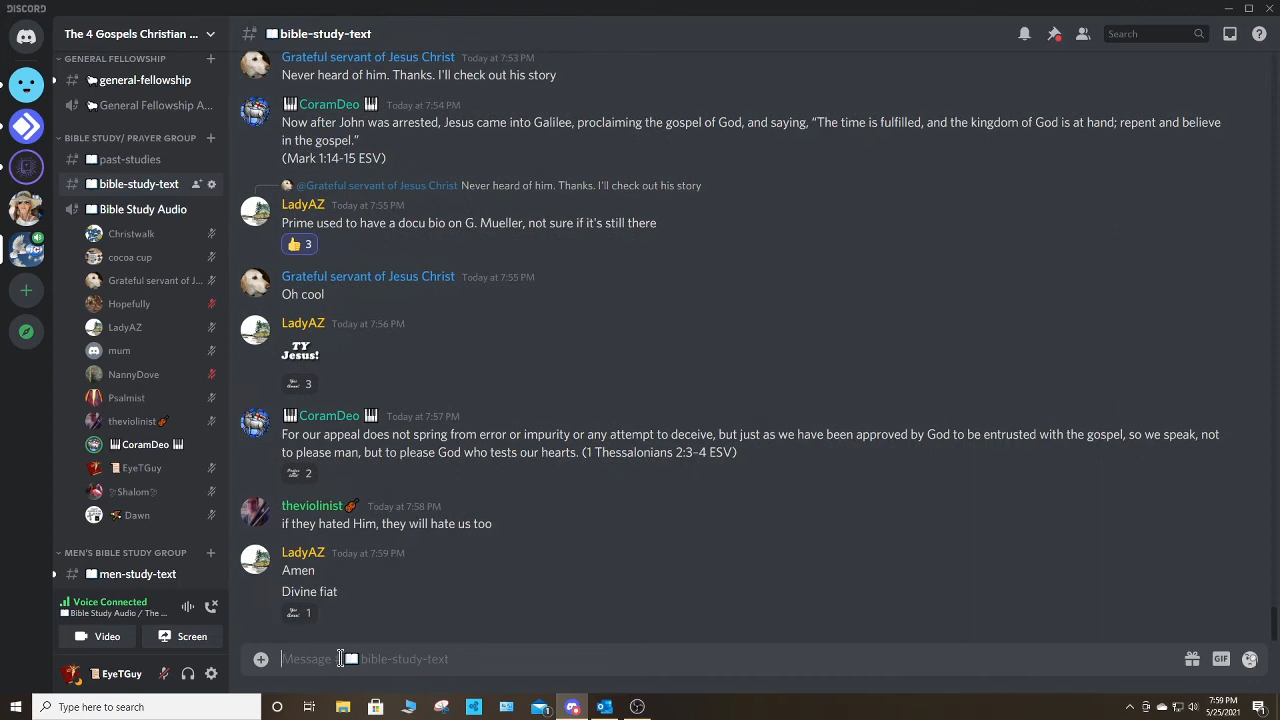 DISCORD
The 4 Gospels Christian ...
GENERAL FELLOWSHIP
general-fellowship
General Fellowship A...
BIBLE STUDY/ PRAYER GROUP
past-studies
bible-study-text
Bible Study Audio
Christwalk
cocoa cup
Grateful servant of J...
Hopefully
LadyAZ
mum
NannyDove
Psalmist
theviolinist
CoramDeo
EyeTGuy
Shalom
Dawn
MEN'S BIBLE STUDY GROUP
men-study-text
Voice Connected
Bible Study Audio / The ...
Video
Screen
EyeTGuy
# bible-study-text
Search
Grateful servant of Jesus Christ Today at 7:53 PM
Never heard of him. Thanks. I'll check out his story
CoramDeo Today at 7:54 PM
Now after John was arrested, Jesus came into Galilee, proclaiming the gospel of God, and saying, “The time is fulfilled, and the kingdom of God is at hand; repent and believe
in the gospel.”
(Mark 1:14-15 ESV)
@Grateful servant of Jesus Christ Never heard of him. Thanks. I'll check out his story
LadyAZ Today at 7:55 PM
Prime used to have a docu bio on G. Mueller, not sure if it's still there
3
Grateful servant of Jesus Christ Today at 7:55 PM
Oh cool
LadyAZ Today at 7:56 PM
TY
Jesus!
3
CoramDeo Today at 7:57 PM
For our appeal does not spring from error or impurity or any attempt to deceive, but just as we have been approved by God to be entrusted with the gospel, so we speak, not
to please man, but to please God who tests our hearts. (1 Thessalonians 2:3–4 ESV)
2
theviolinist Today at 7:58 PM
if they hated Him, they will hate us too
LadyAZ Today at 7:59 PM
Amen
Divine fiat
1
Message bible-study-text
GIF
Type here to search
7:59 PM
5/25/2021